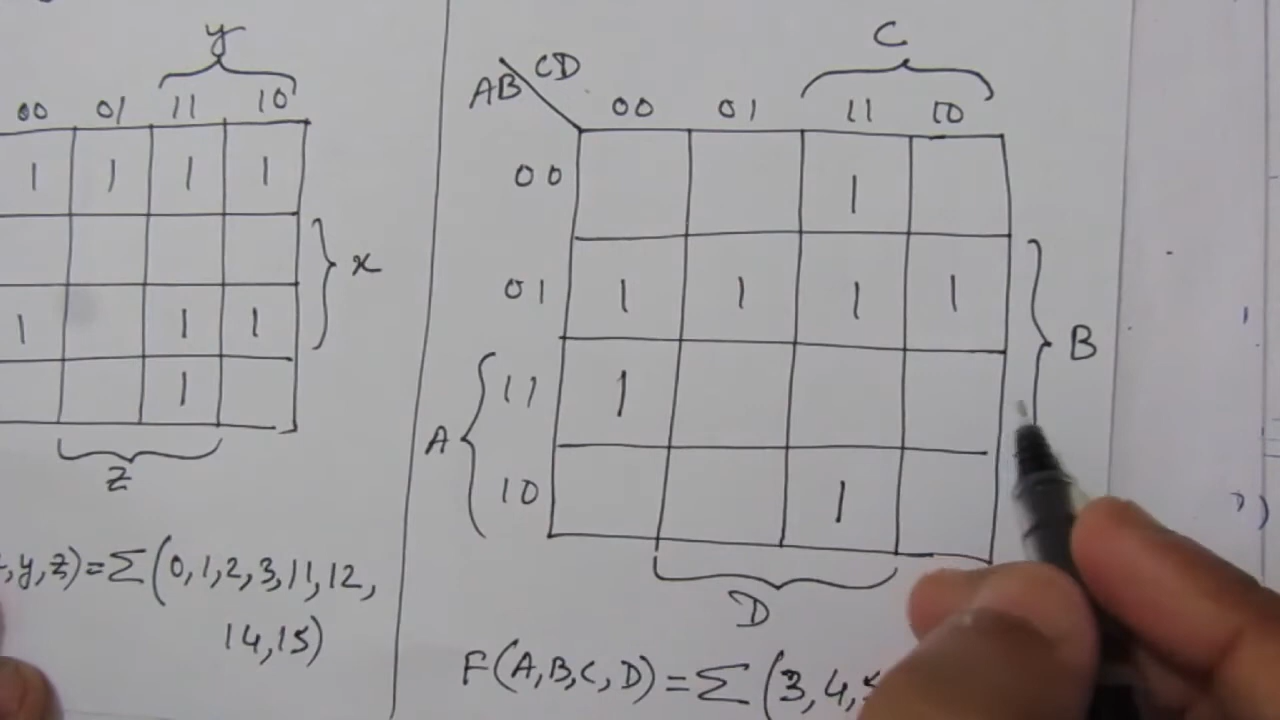 y
00 01 11 10
1 1 1 1
x
1 1 1
1
z
,y,z)=Σ(0,1,2,3,11,12,
14,15)
C
AB CD
00 01 11 10
00 1
01 1 1 1 1
B
11 1
A
10 1
D
F(A,B,C,D)=Σ(3,4,